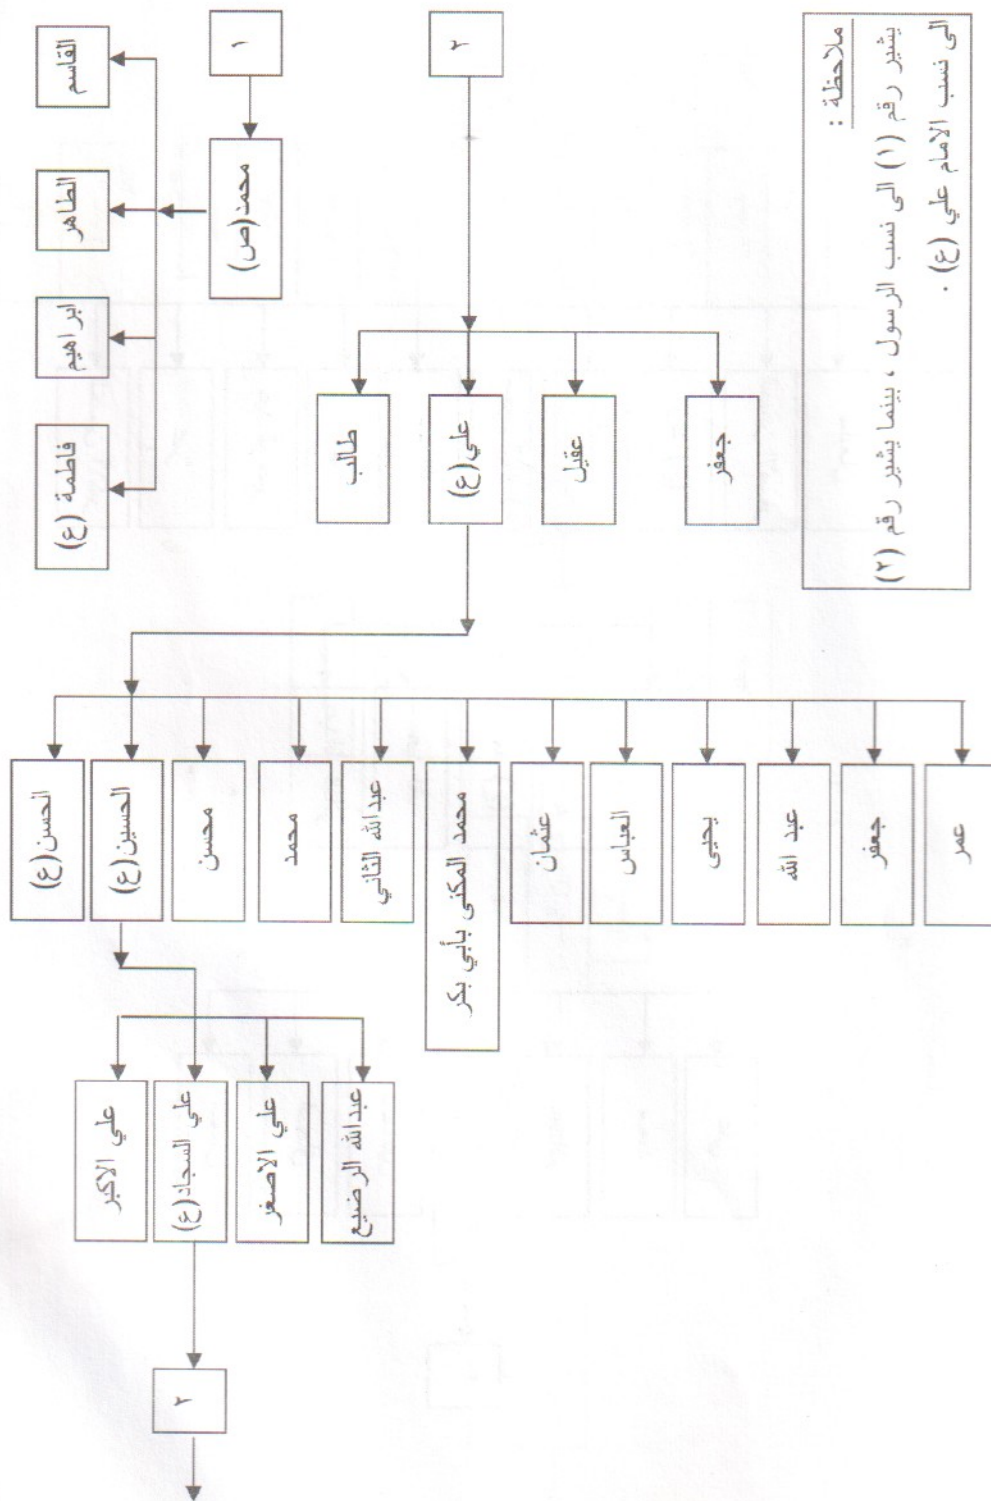 القاسم
الطاهر
ابراهيم
فاطمة (ع)
١
محمد(ص)
٢
طالب
علي(ع)
عقيل
جعفر
الحسن(ع)
الحسين(ع)
محسن
محمد
عبدالله الثاني
محمد المكنى بأبي بكر
عثمان
العباس
يحيى
عبد الله
جعفر
عمر
علي الاكبر
علي السجاد(ع)
علي الاصغر
عبدالله الرضيع
٢
ملاحظة :
يشير رقم (١) الى نسب الرسول ، بينما يشير رقم (٢)
الى نسب الامام علي (ع) .